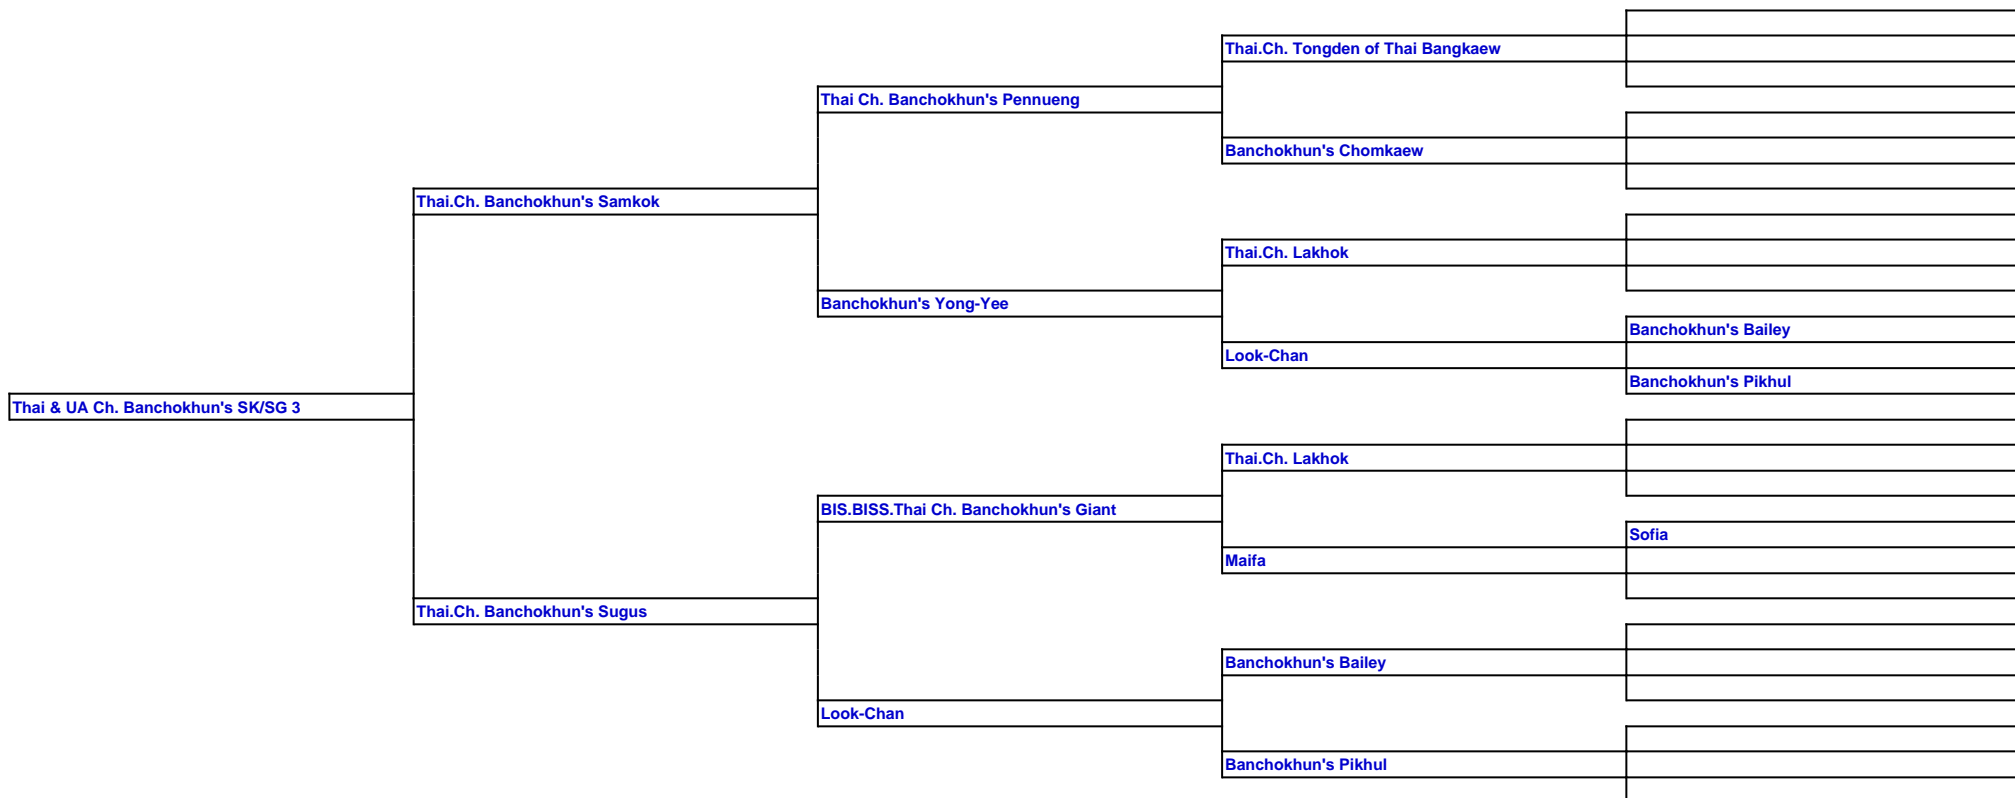 Thai.Ch. Tongden of Thai Bangkaew
Thai Ch. Banchokhun's Pennueng
Banchokhun's Chomkaew
Thai.Ch. Banchokhun's Samkok
Thai.Ch. Lakhok
Banchokhun's Yong-Yee
Banchokhun's Bailey
Look-Chan
Banchokhun's Pikhul
Thai & UA Ch. Banchokhun's SK/SG 3
Thai.Ch. Lakhok
BIS.BISS.Thai Ch. Banchokhun's Giant
Sofia
Maifa
Thai.Ch. Banchokhun's Sugus
Banchokhun's Bailey
Look-Chan
Banchokhun's Pikhul